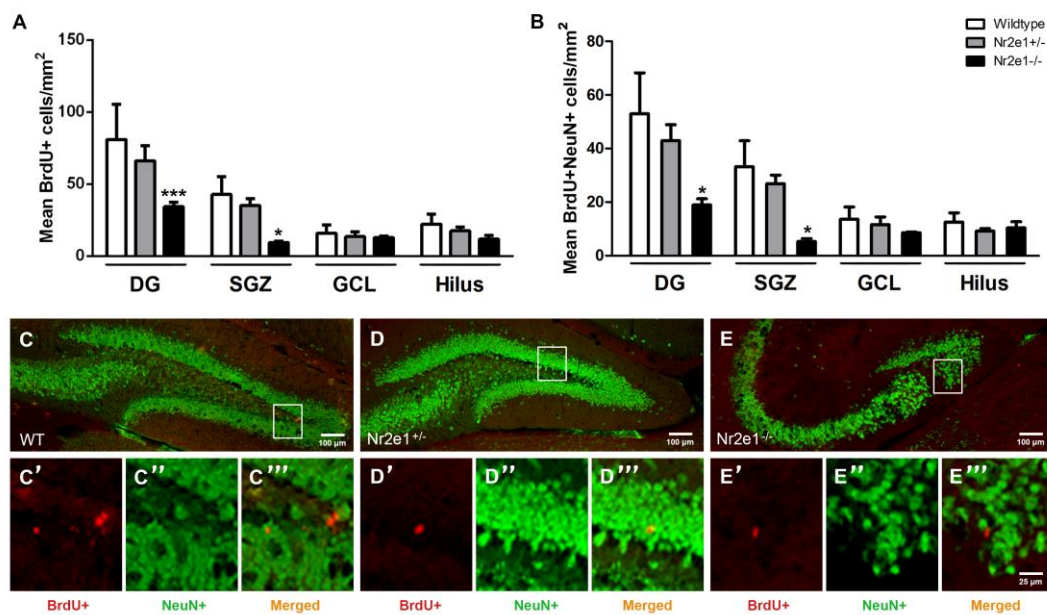 A
Mean BrdU+ cells/mm²
150
100
50
0
***
*
DG
SGZ
GCL
Hilus
B
Mean BrdU+NeuN+ cells/mm²
80
60
40
20
0
*
*
DG
SGZ
GCL
Hilus
Wildtype
Nr2e1+/-
Nr2e1-/-
C
WT
100 µm
D
Nr2e1+/-
100 µm
E
Nr2e1-/-
100 µm
C'
C''
C'''
D'
D''
D'''
E'
E''
E'''
25 µm
BrdU+
NeuN+
Merged
BrdU+
NeuN+
Merged
BrdU+
NeuN+
Merged